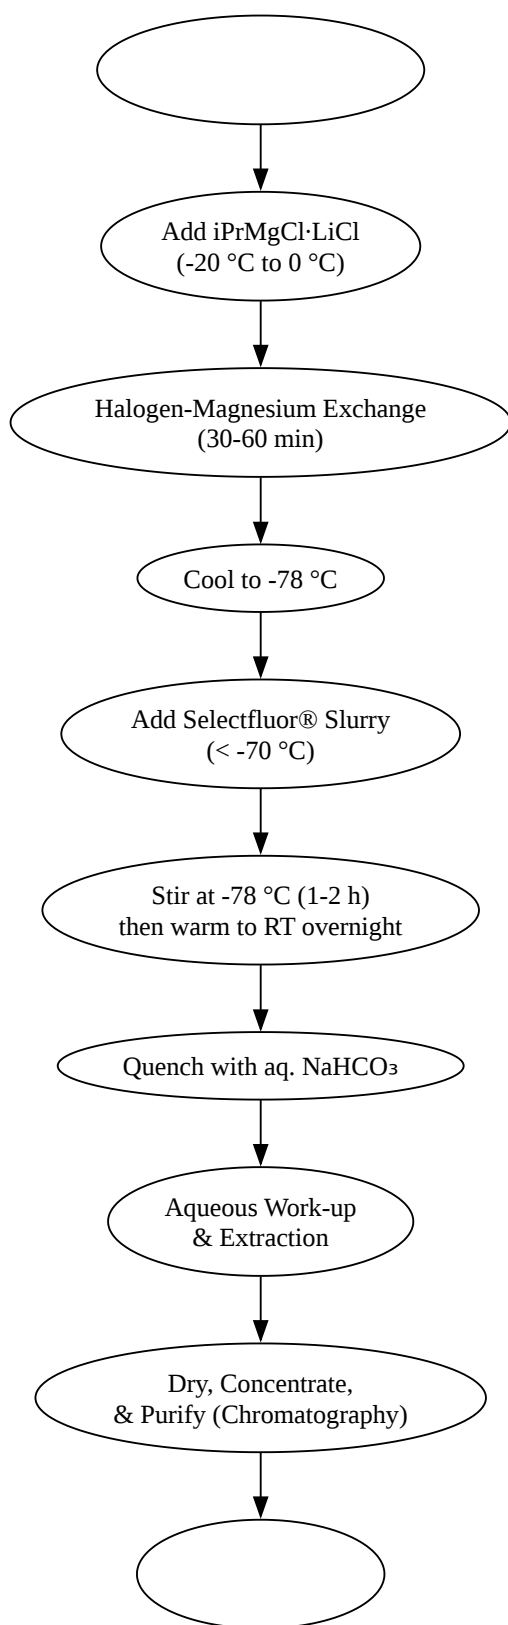 Add iPrMgCl·LiCl
(-20 °C to 0 °C)
Halogen-Magnesium Exchange
(30-60 min)
Cool to -78 °C
Add Selectfluor® Slurry
(< -70 °C)
Stir at -78 °C (1-2 h)
then warm to RT overnight
Quench with aq. NaHCO₃
Aqueous Work-up
& Extraction
Dry, Concentrate,
& Purify (Chromatography)